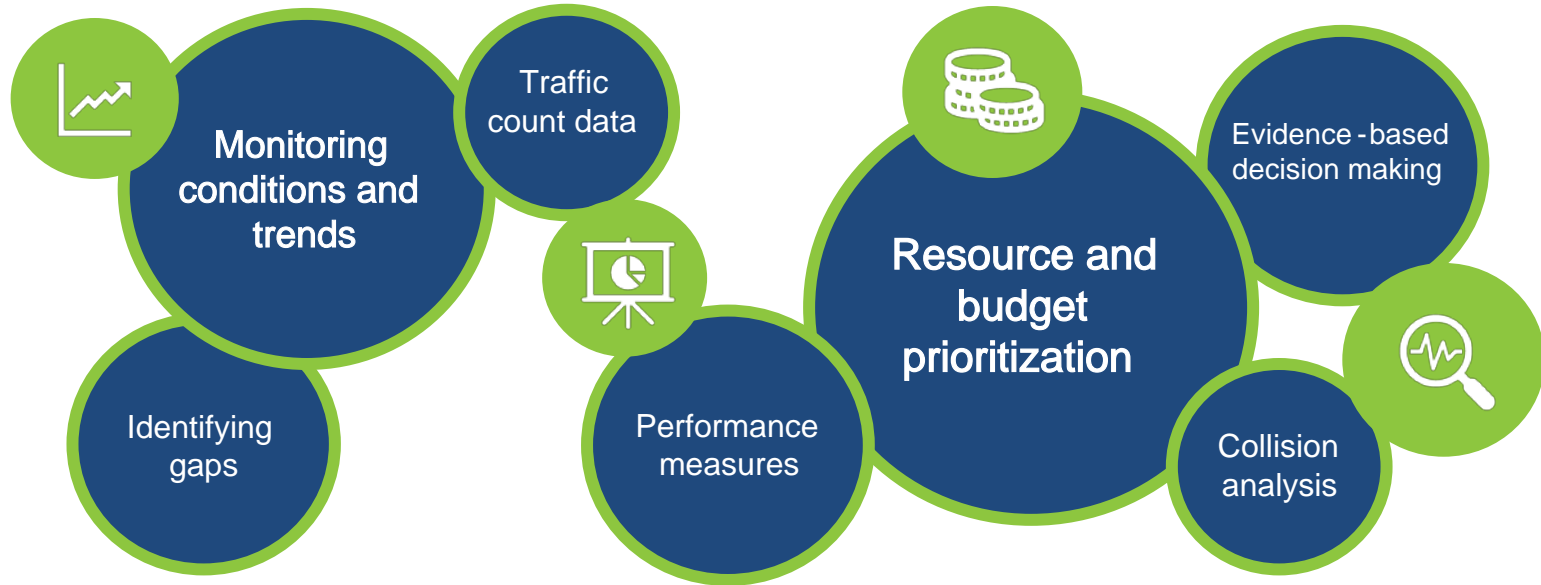 Monitoring
conditions and
trends
Traffic
count data
Identifying
gaps
Performance
measures
Resource and
budget
prioritization
Evidence-based
decision making
Collision
analysis